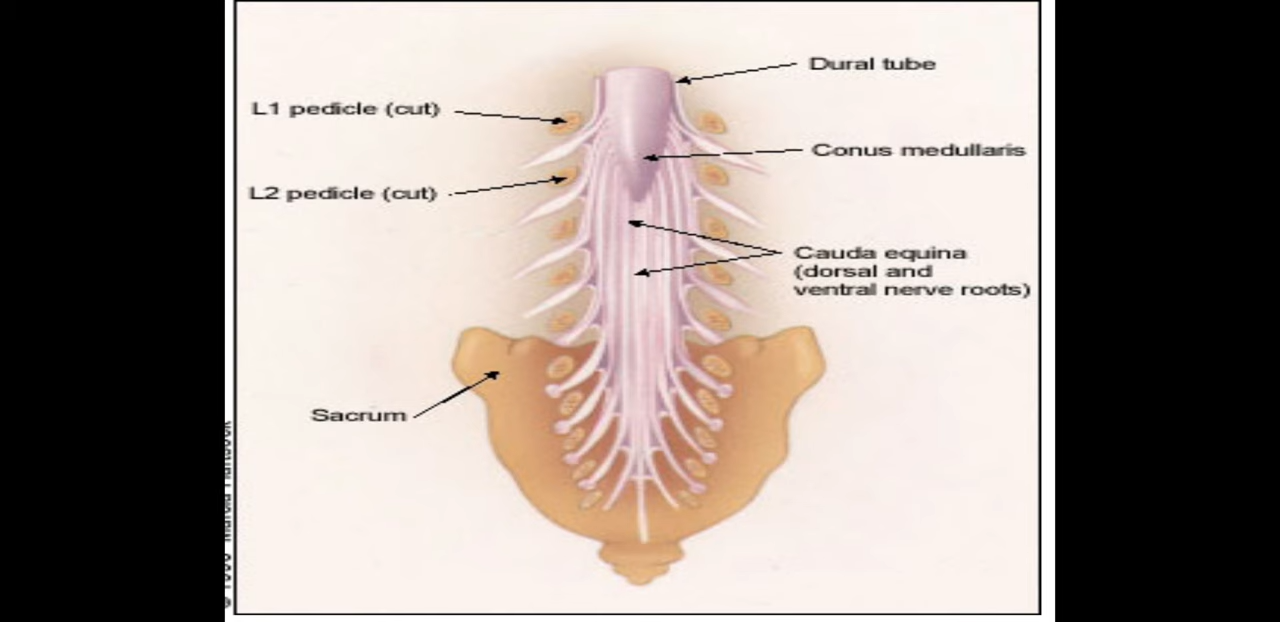 Dural tube
L1 pedicle (cut)
Conus medullaris
L2 pedicle (cut)
Cauda equina
(dorsal and
ventral nerve roots)
Sacrum